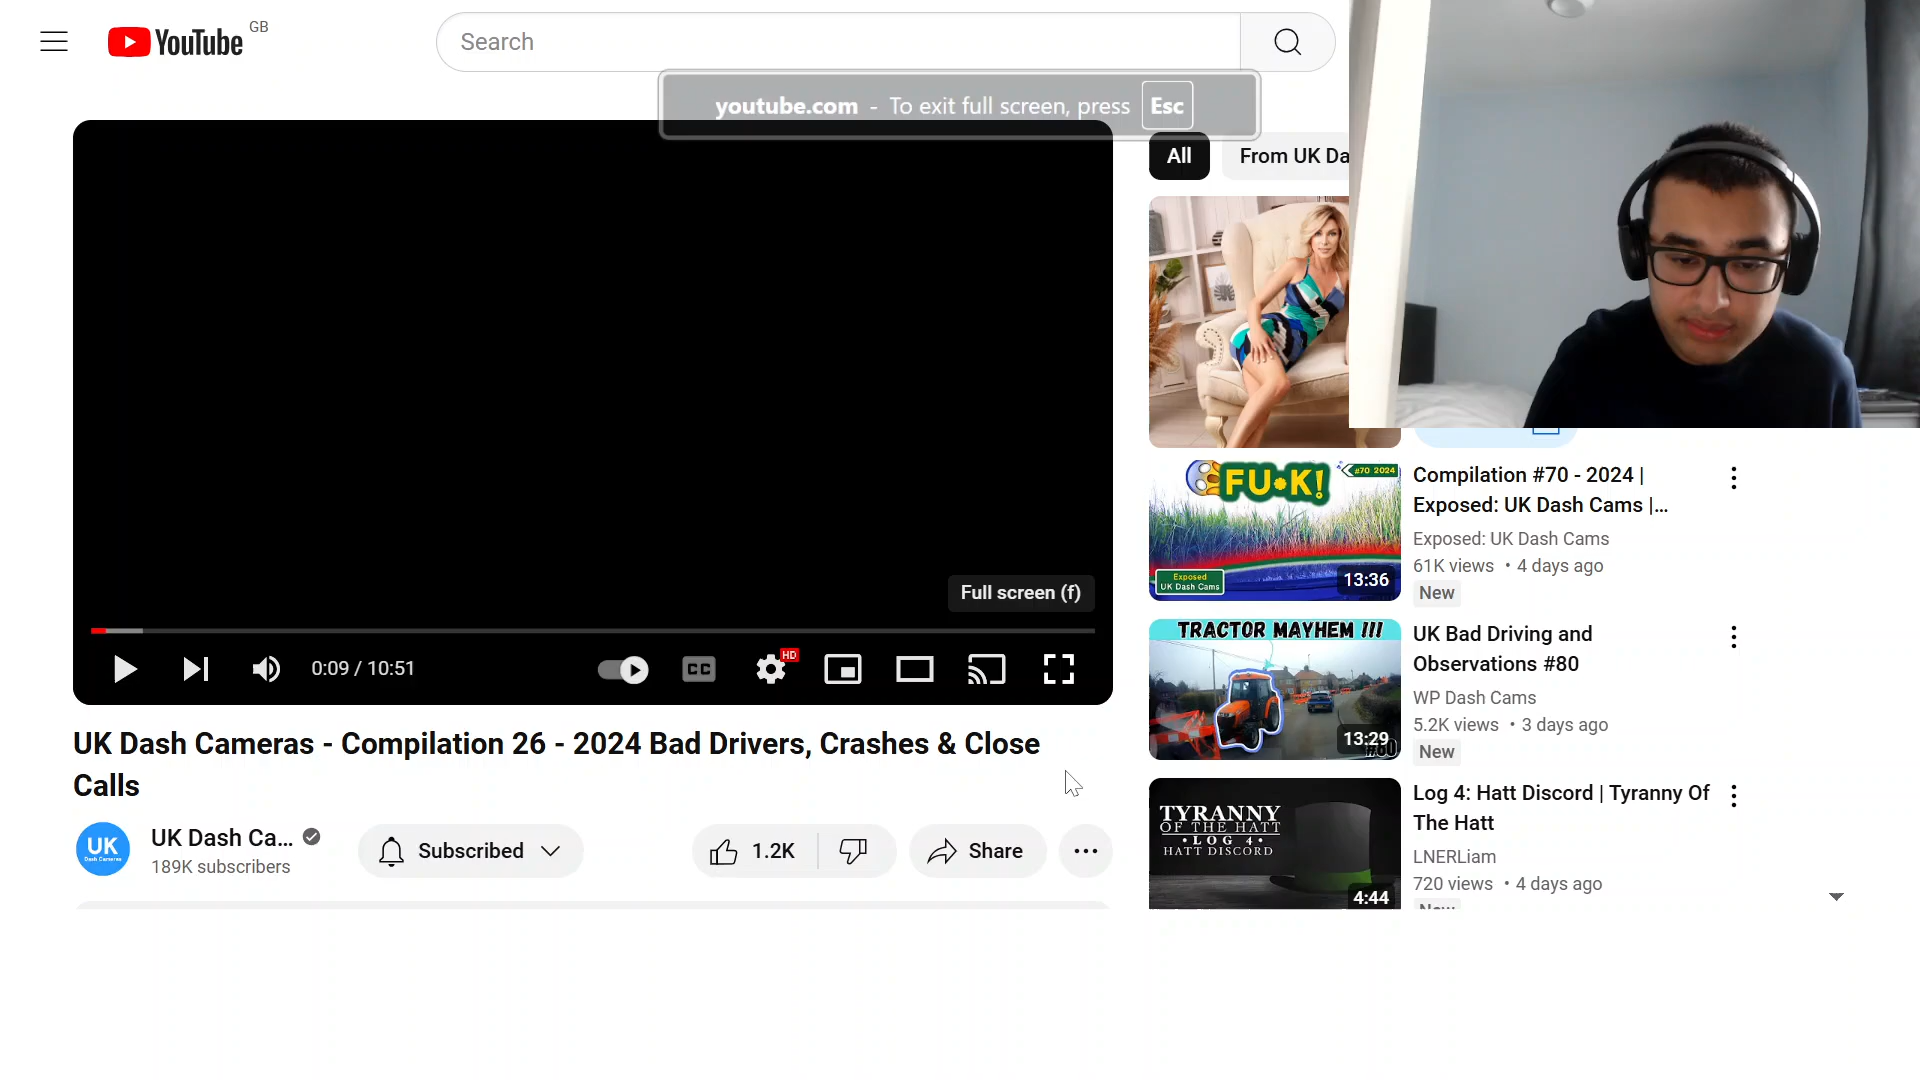 YouTube GB
Search
youtube.com - To exit full screen, press Esc
All
From UK Da
Full screen (f)
HD
CC
0:09 / 10:51
UK Dash Cameras - Compilation 26 - 2024 Bad Drivers, Crashes & Close
Calls
UK
Dash Cameras
UK Dash Ca...
189K subscribers
Subscribed
1.2K
Share
FU K!
#70 2024
Exposed
UK Dash Cams
13:36
Compilation #70 - 2024 |
Exposed: UK Dash Cams |...
Exposed: UK Dash Cams
61K views • 4 days ago
New
TRACTOR MAYHEM !!!
13:29
#80
UK Bad Driving and
Observations #80
WP Dash Cams
5.2K views • 3 days ago
New
TYRANNY
OF THE HATT
• LOG 4 •
HATT DISCORD
4:44
Log 4: Hatt Discord | Tyranny Of
The Hatt
LNERLiam
720 views • 4 days ago
New